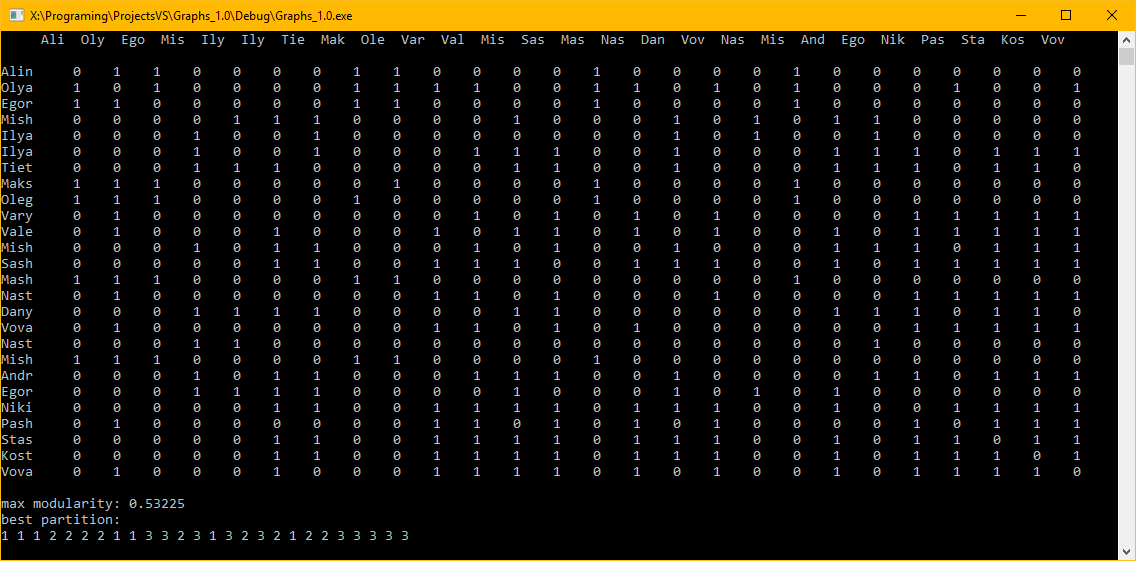 X:\Programing\ProjectsVS\Graphs_1.0\Debug\Graphs_1.0.exe
Ali Oly Ego Mis Ily Ily Tie Mak Ole Var Val Mis Sas Mas Nas Dan Vov Nas Mis And Ego Nik Pas Sta Kos Vov
Alin 0 1 1 0 0 0 0 1 1 0 0 0 0 1 0 0 0 0 1 0 0 0 0 0 0 0
Olya 1 0 1 0 0 0 0 1 1 1 1 0 0 1 1 0 1 0 1 0 0 0 1 0 0 1
Egor 1 1 0 0 0 0 0 1 1 0 0 0 0 1 0 0 0 0 1 0 0 0 0 0 0 0
Mish 0 0 0 0 1 1 1 0 0 0 0 1 0 0 0 1 0 1 0 1 1 0 0 0 0 0
Ilya 0 0 0 1 0 0 1 0 0 0 0 0 0 0 0 1 0 1 0 0 1 0 0 0 0 0
Ilya 0 0 0 1 0 0 1 0 0 0 1 1 1 0 0 1 0 0 0 1 1 1 0 1 1 1
Tiet 0 0 0 1 1 1 0 0 0 0 0 1 1 0 0 1 0 0 0 1 1 1 0 1 1 0
Maks 1 1 1 0 0 0 0 0 1 0 0 0 0 1 0 0 0 0 1 0 0 0 0 0 0 0
Oleg 1 1 1 0 0 0 0 1 0 0 0 0 0 1 0 0 0 0 1 0 0 0 0 0 0 0
Vary 0 1 0 0 0 0 0 0 0 0 1 0 1 0 1 0 1 0 0 0 0 1 1 1 1 1
Vale 0 1 0 0 0 1 0 0 0 1 0 1 1 0 1 0 1 0 0 1 0 1 1 1 1 1
Mish 0 0 0 1 0 1 1 0 0 0 1 0 1 0 0 1 0 0 0 1 1 1 0 1 1 1
Sash 0 0 0 0 0 1 1 0 0 1 1 1 0 0 1 1 1 0 0 1 0 1 1 1 1 1
Mash 1 1 1 0 0 0 0 1 1 0 0 0 0 0 0 0 0 0 1 0 0 0 0 0 0 0
Nast 0 1 0 0 0 0 0 0 0 1 1 0 1 0 0 0 1 0 0 0 0 1 1 1 1 1
Dany 0 0 0 1 1 1 1 0 0 0 0 1 1 0 0 0 0 0 0 1 1 1 0 1 1 0
Vova 0 1 0 0 0 0 0 0 0 1 1 0 1 0 1 0 0 0 0 0 0 1 1 1 1 1
Nast 0 0 0 1 1 0 0 0 0 0 0 0 0 0 0 0 0 0 0 0 1 0 0 0 0 0
Mish 1 1 1 0 0 0 0 1 1 0 0 0 0 1 0 0 0 0 0 0 0 0 0 0 0 0
Andr 0 0 0 1 0 1 1 0 0 0 1 1 1 0 0 1 0 0 0 0 1 1 0 1 1 1
Egor 0 0 0 1 1 1 1 0 0 0 0 1 0 0 0 1 0 1 0 1 0 0 0 0 0 0
Niki 0 0 0 0 0 1 1 0 0 1 1 1 1 0 1 1 1 0 0 1 0 0 1 1 1 1
Pash 0 1 0 0 0 0 0 0 0 1 1 0 1 0 1 0 1 0 0 0 0 1 0 1 1 1
Stas 0 0 0 0 0 1 1 0 0 1 1 1 1 0 1 1 1 0 0 1 0 1 1 0 1 1
Kost 0 0 0 0 0 1 1 0 0 1 1 1 1 0 1 1 1 0 0 1 0 1 1 1 0 1
Vova 0 1 0 0 0 1 0 0 0 1 1 1 1 0 1 0 1 0 0 1 0 1 1 1 1 0
max modularity: 0.53225
best partition:
1 1 1 2 2 2 2 1 1 3 3 2 3 1 3 2 3 2 1 2 2 3 3 3 3 3